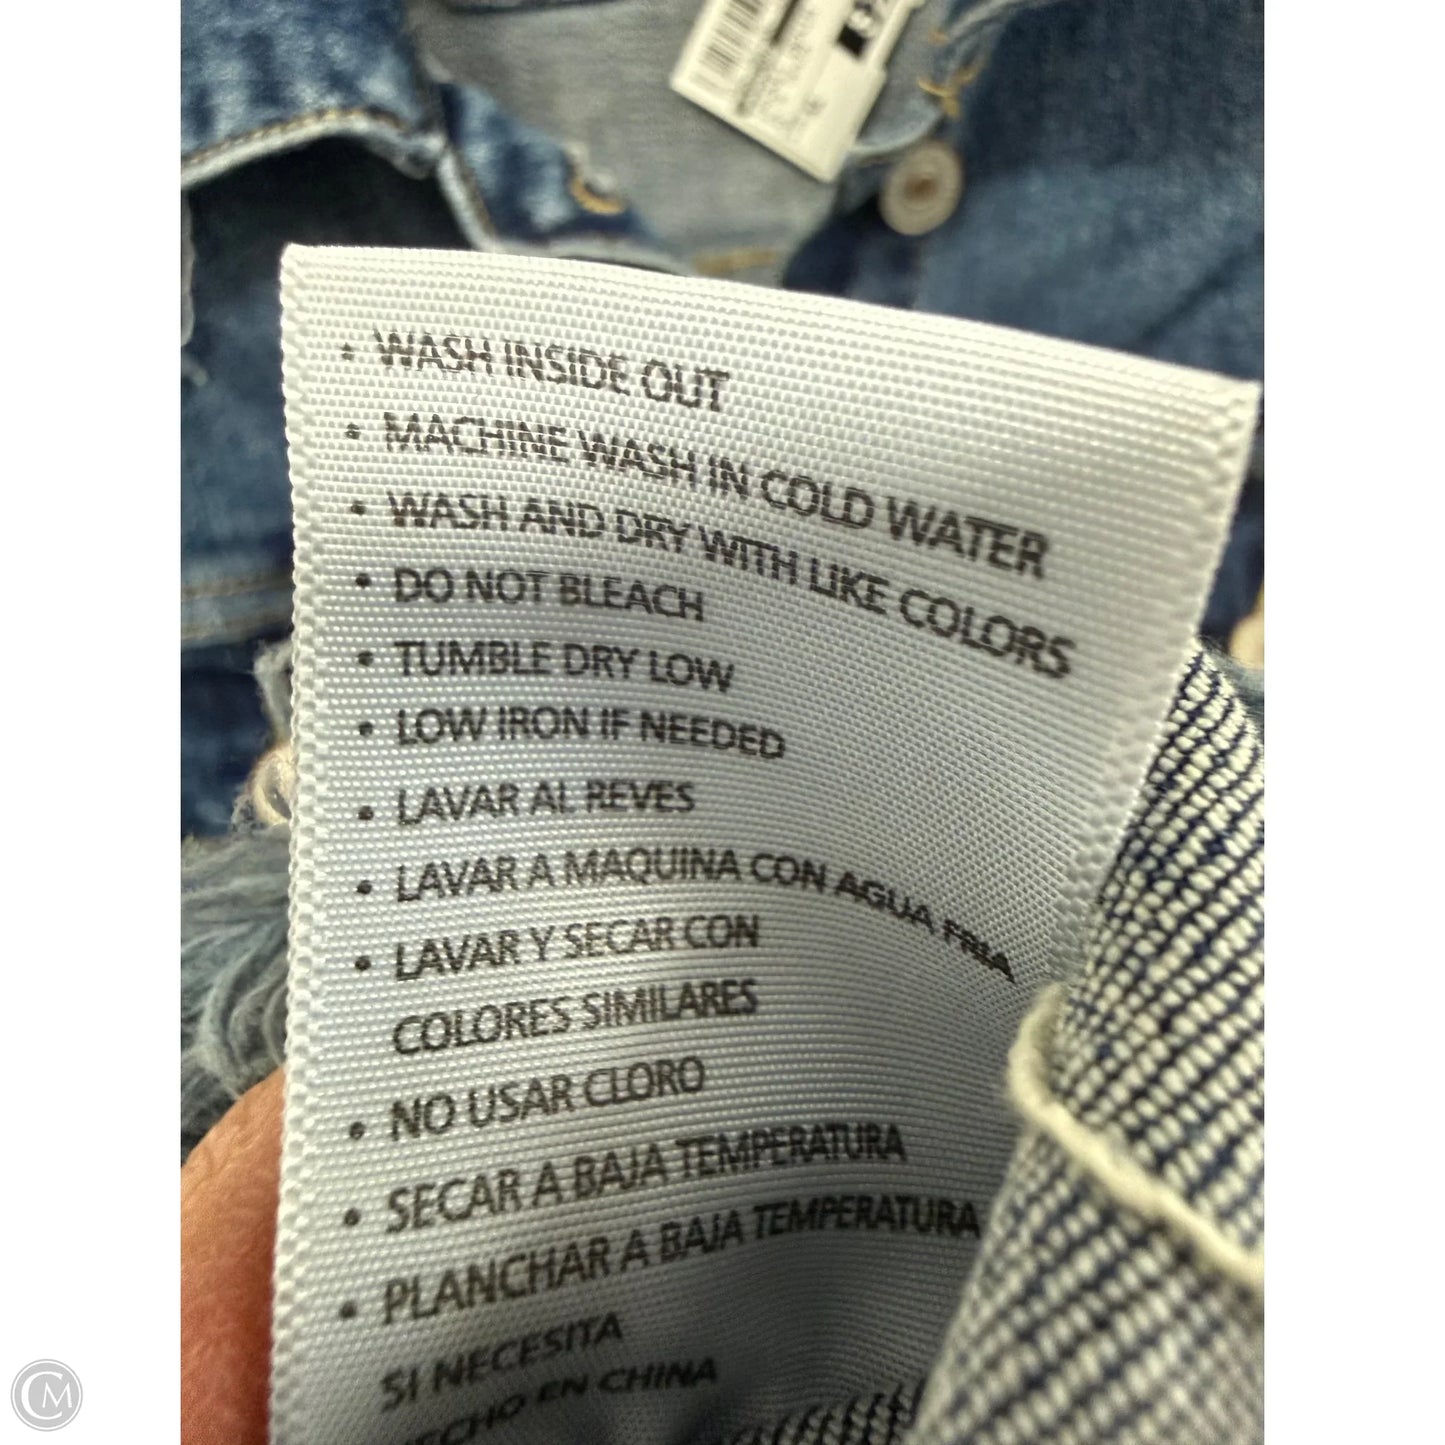 • WASH INSIDE OUT
• MACHINE WASH IN COLD WATER
• WASH AND DRY WITH LIKE COLORS
• DO NOT BLEACH
• TUMBLE DRY LOW
• LOW IRON IF NEEDED
• LAVAR AL REVES
• LAVAR A MAQUINA CON AGUA FRIA
• LAVAR Y SECAR CON
COLORES SIMILARES
• NO USAR CLORO
• SECAR A BAJA TEMPERATURA
• PLANCHAR A BAJA TEMPERATURA
SI NECESITA
ECHO EN CHINA
CM